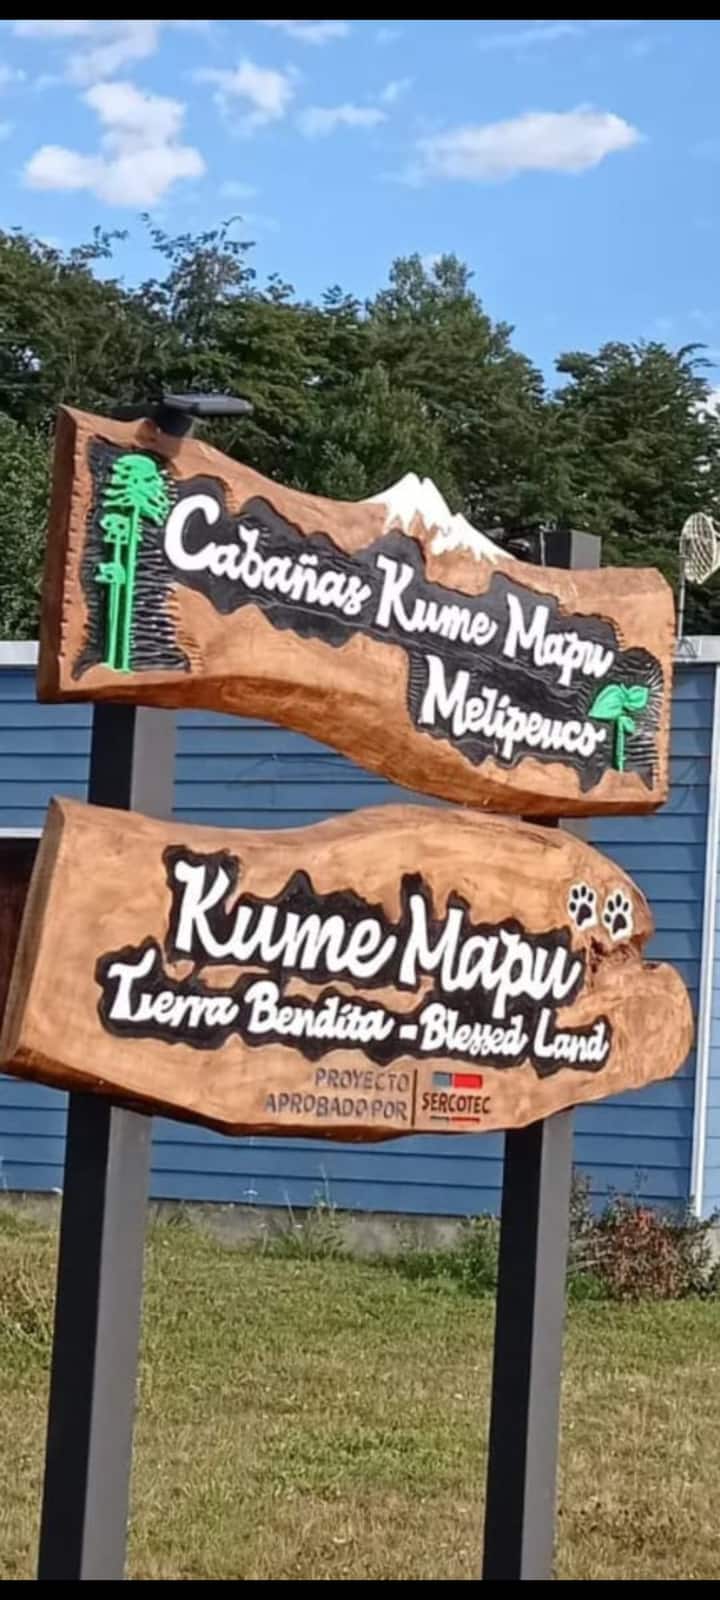 Cabañas Kume Mapu
Melipeuco
Kume Mapu
Tierra Bendita - Blessed Land
PROYECTO
APROBADO POR
SERCOTEC